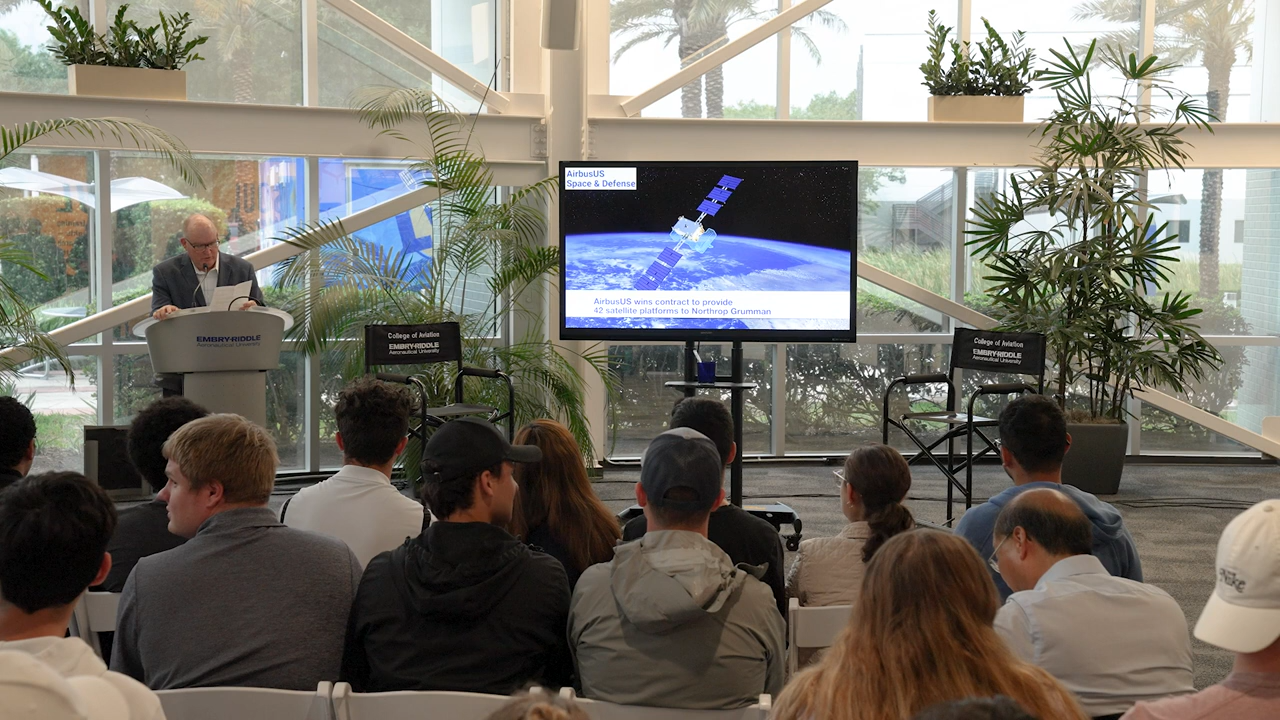 AirbusUS
Space & Defense
AirbusUS wins contract to provide
42 satellite platforms to Northrop Grumman
EMBRY-RIDDLE
Aeronautical University
College of Aviation
EMBRY-RIDDLE
Aeronautical University
College of Aviation
EMBRY-RIDDLE
Aeronautical University